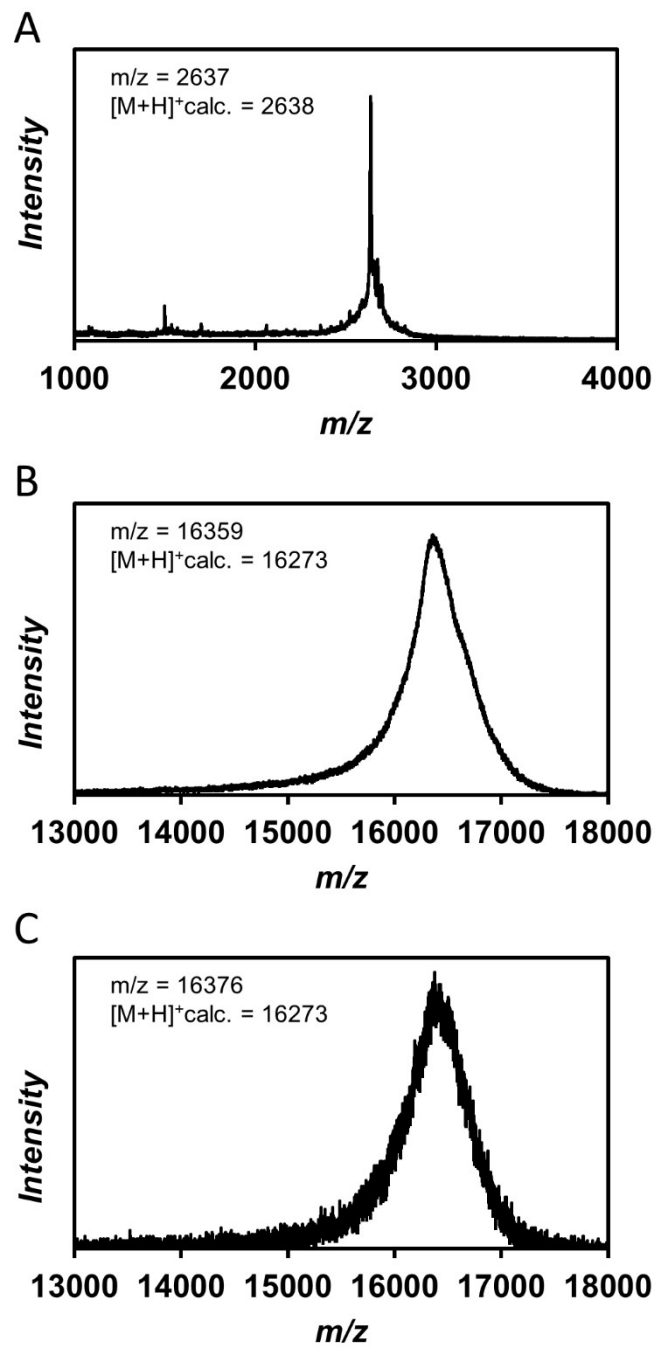 A
m/z = 2637
[M+H]⁺calc. = 2638
Intensity
1000 2000 3000 4000
m/z
B
m/z = 16359
[M+H]⁺calc. = 16273
Intensity
13000 14000 15000 16000 17000 18000
m/z
C
m/z = 16376
[M+H]⁺calc. = 16273
Intensity
13000 14000 15000 16000 17000 18000
m/z